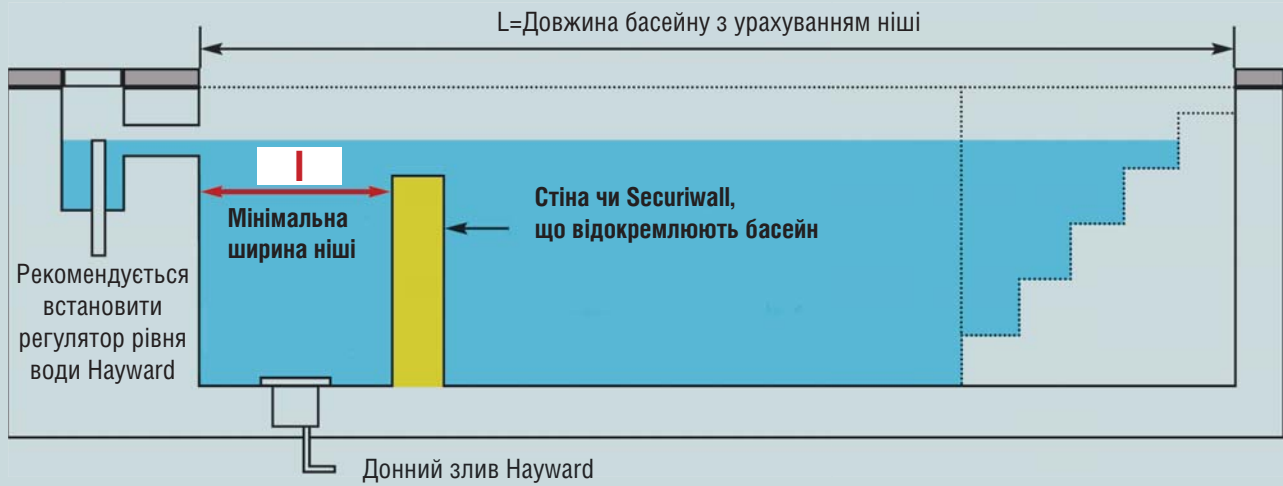 L=Довжина басейну з урахуванням ніші
I
Мінімальна
ширина ніші
Стіна чи Securiwall,
що відокремлюють басейн
Рекомендується
встановити
регулятор рівня
води Hayward
Донний злив Hayward